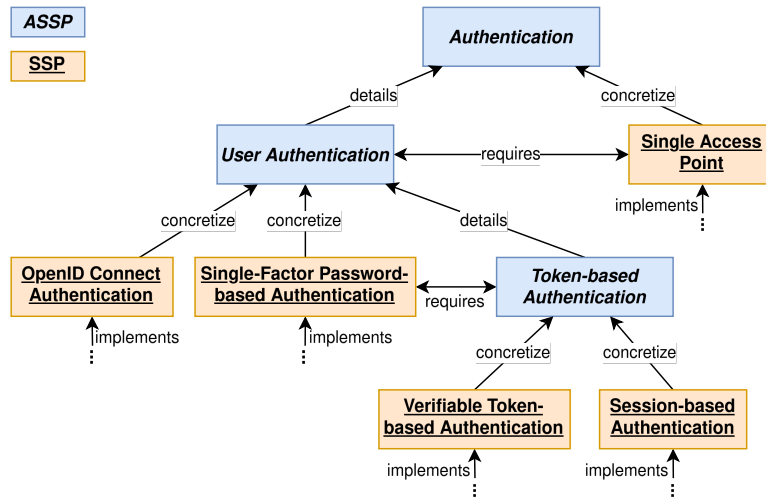 ASSP
SSP
Authentication
details
concretize
User Authentication
requires
Single Access
Point
implements
concretize
concretize
details
OpenID Connect
Authentication
Single-Factor Password-
based Authentication
requires
Token-based
Authentication
implements
implements
concretize
concretize
Verifiable Token-
based Authentication
Session-based
Authentication
implements
implements